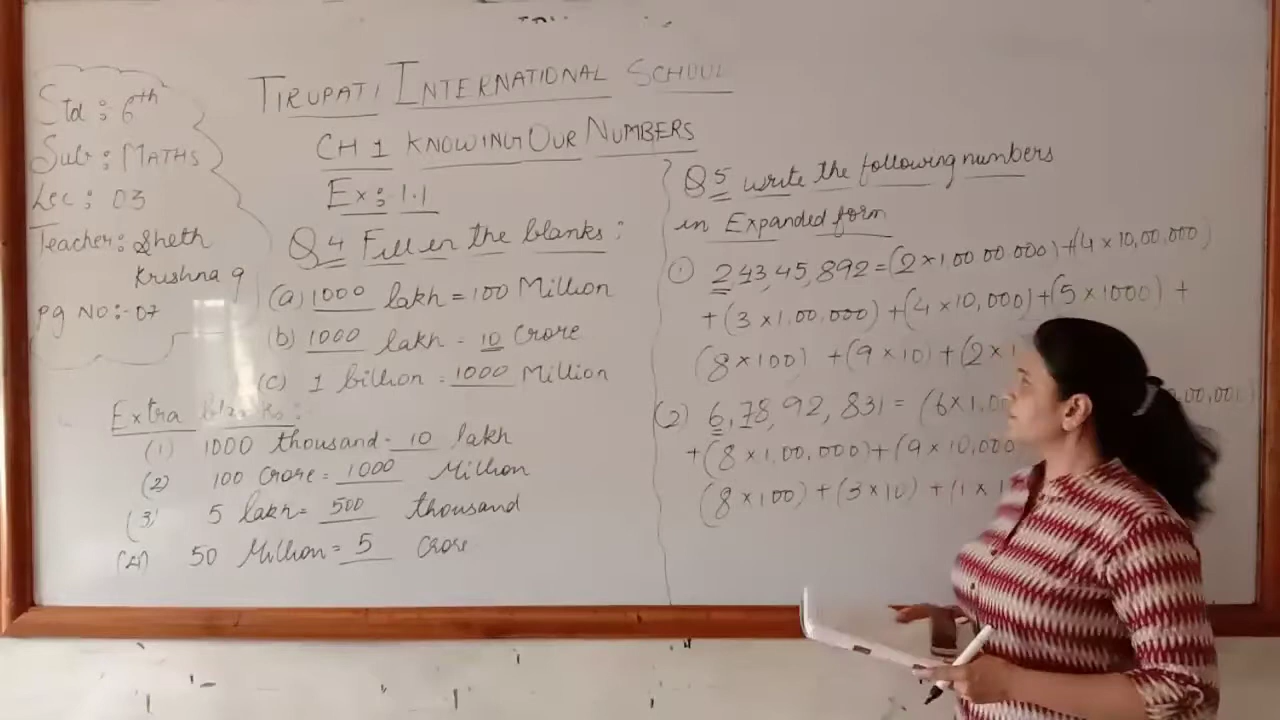 Std : 6th
Sub : MATHS
Lec : 03
Teacher: Sheth
Krishna g
Pg No:- 07
TIRUPATI INTERNATIONAL SCHOOL
CH 1 KNOWING OUR NUMBERS
Ex : 1.1
Q 4 Fill in the blanks :
(a) 1000 lakh = 100 Million
(b) 1000 lakh = 10 Crore
(c) 1 billion = 1000 Million
Extra blanks :
(1) 1000 thousand = 10 lakh
(2) 100 Crore = 1000 Million
(3) 5 lakh = 500 thousand
(4) 50 Million = 5 Crore
Q 5 write the following numbers
in Expanded form
① 2,43,45,892 = (2 × 1,00,00,000) + (4 × 10,00,000)
+ (3 × 1,00,000) + (4 × 10,000) + (5 × 1000) +
(8 × 100) + (9 × 10) + (2 × 1
(2) 6,78,92,831 = (6 × 1,00 00,000)
+ (8 × 1,00,000) + (9 × 10,000
(8 × 100) + (3 × 10) + (1 × 1